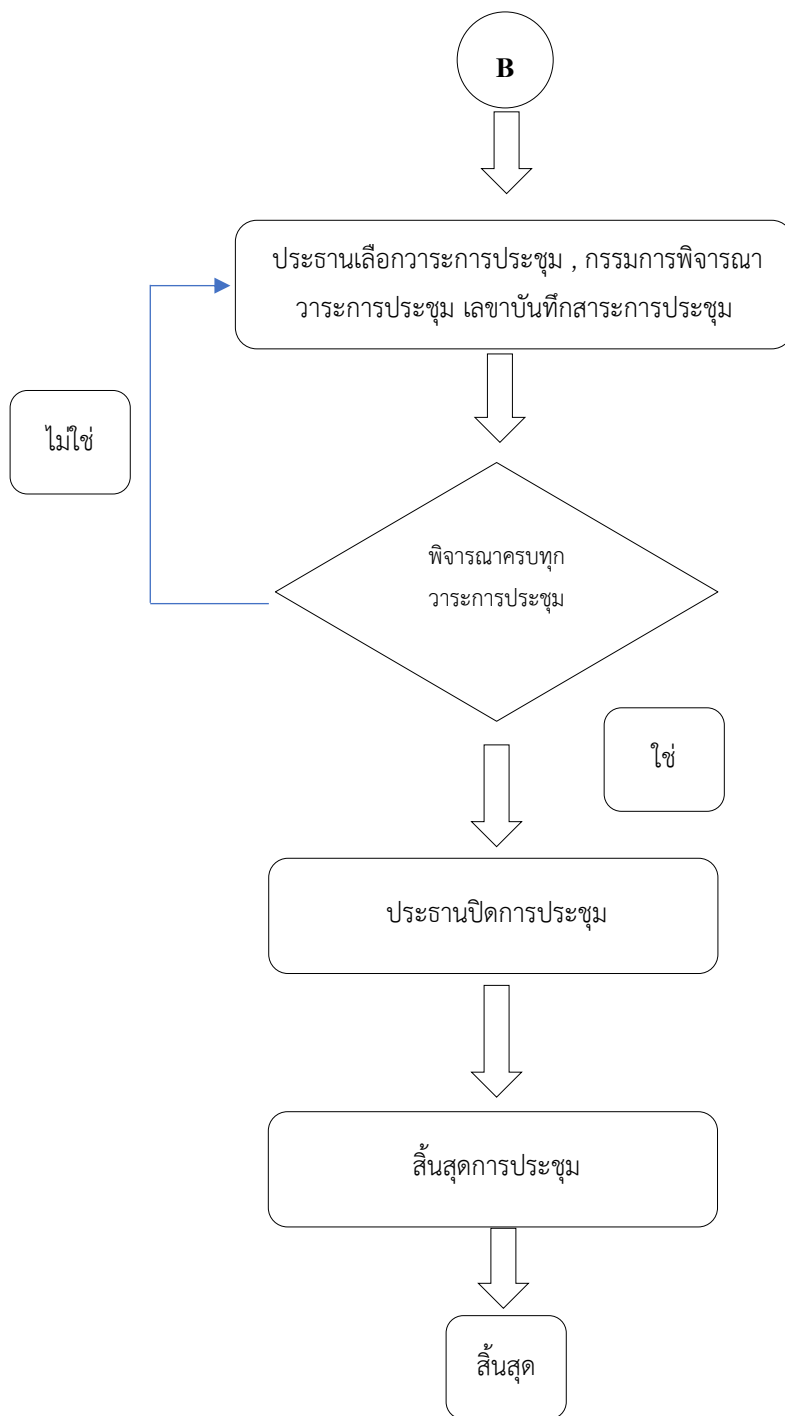 B
ประธานเลือกวาระการประชุม , กรรมการพิจารณา
วาระการประชุม เลขาบันทึกสาระการประชุม
ไม่ใช่
พิจารณาครบทุก
วาระการประชุม
ใช่
ประธานปิดการประชุม
สิ้นสุดการประชุม
สิ้นสุด